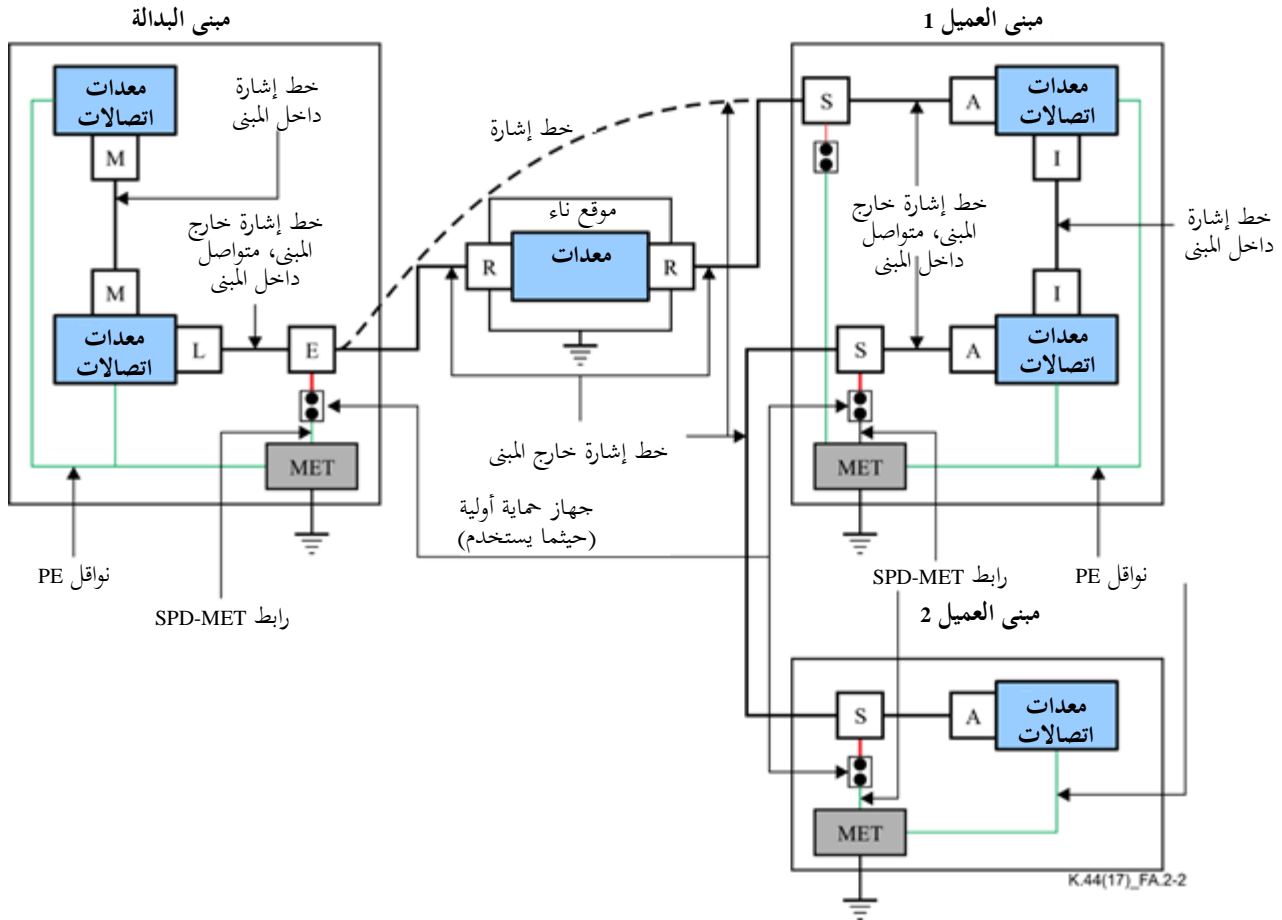 مبنى البدالة
مبنى العميل 1
معدات
اتصالات
M
خط إشارة
داخل المبنى
M
خط إشارة خارج
المبنى، متواصل
داخل المبنى
معدات
اتصالات
L
E
MET
نواقل PE
رابط SPD-MET
خط إشارة
موقع ناء
R
معدات
R
خط إشارة خارج المبنى
جهاز حماية أولية
(حيثما يستخدم)
S
A
معدات
اتصالات
I
خط إشارة خارج
المبنى، متواصل
داخل المبنى
خط إشارة
داخل المبنى
I
S
A
معدات
اتصالات
MET
رابط SPD-MET
نواقل PE
مبنى العميل 2
S
A
معدات
اتصالات
MET
K.44(17)_FA.2-2